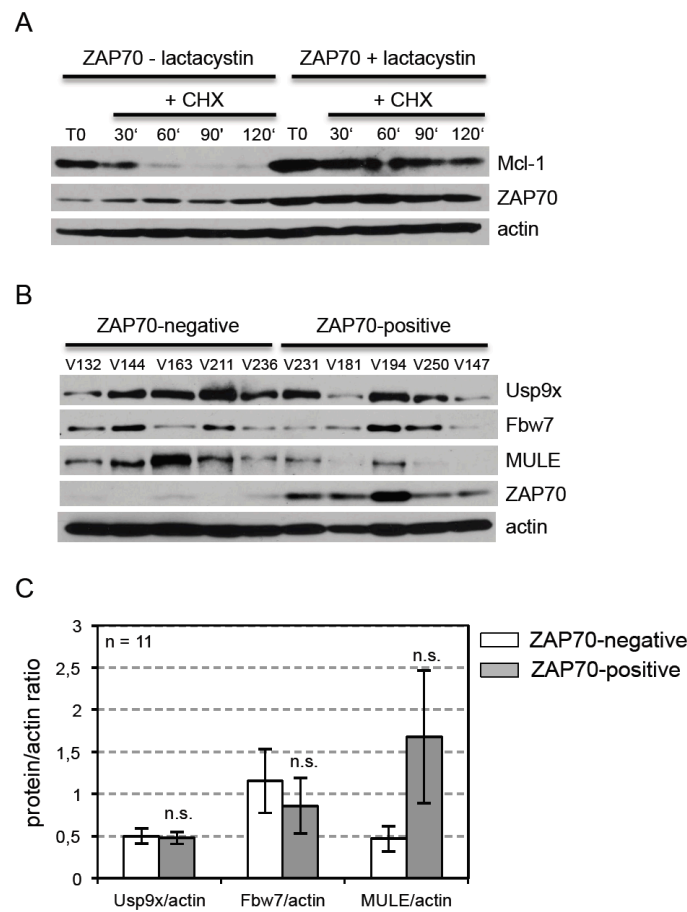 A
ZAP70 - lactacystin ZAP70 + lactacystin
+ CHX + CHX
T0 30‘ 60‘ 90' 120‘ T0 30‘ 60‘ 90‘ 120‘
Mcl-1
ZAP70
actin
B
ZAP70-negative ZAP70-positive
V132 V144 V163 V211 V236 V231 V181 V194 V250 V147
Usp9x
Fbw7
MULE
ZAP70
actin
C
protein/actin ratio
3
2,5
2
1,5
1
0,5
0
n = 11
n.s.
n.s.
n.s.
Usp9x/actin Fbw7/actin MULE/actin
ZAP70-negative
ZAP70-positive